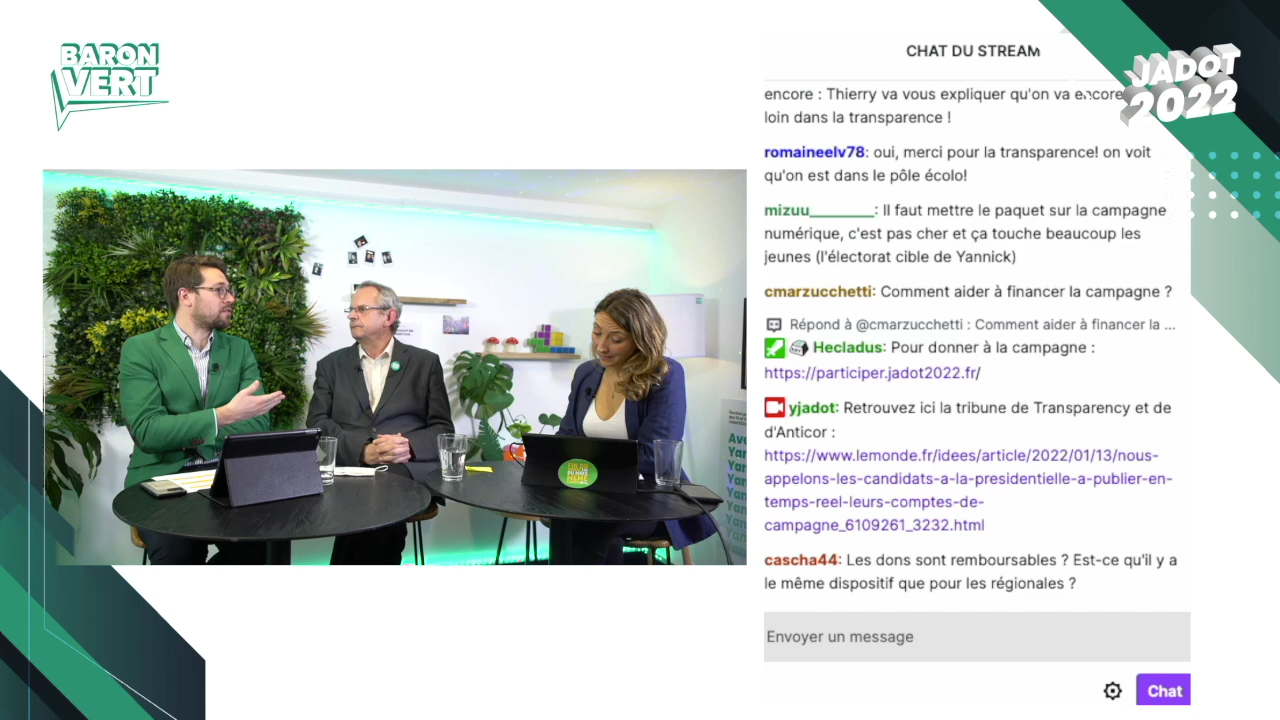 BARON
VERT
JADOT
2022
CHAT DU STREAM
encore : Thierry va vous expliquer qu'on va encore
loin dans la transparence !
romaineelv78: oui, merci pour la transparence! on voit
qu'on est dans le pôle écolo!
mizuu________: Il faut mettre le paquet sur la campagne
numérique, c'est pas cher et ça touche beaucoup les
jeunes (l'électorat cible de Yannick)
cmarzucchetti: Comment aider à financer la campagne ?
Répond à @cmarzucchetti : Comment aider à financer la ...
Hecladus: Pour donner à la campagne :
https://participer.jadot2022.fr/
yjadot: Retrouvez ici la tribune de Transparency et de
d'Anticor :
https://www.lemonde.fr/idees/article/2022/01/13/nous-
appelons-les-candidats-a-la-presidentielle-a-publier-en-
temps-reel-leurs-comptes-de-
campagne_6109261_3232.html
cascha44: Les dons sont remboursables ? Est-ce qu'il y a
le même dispositif que pour les régionales ?
Envoyer un message
Chat